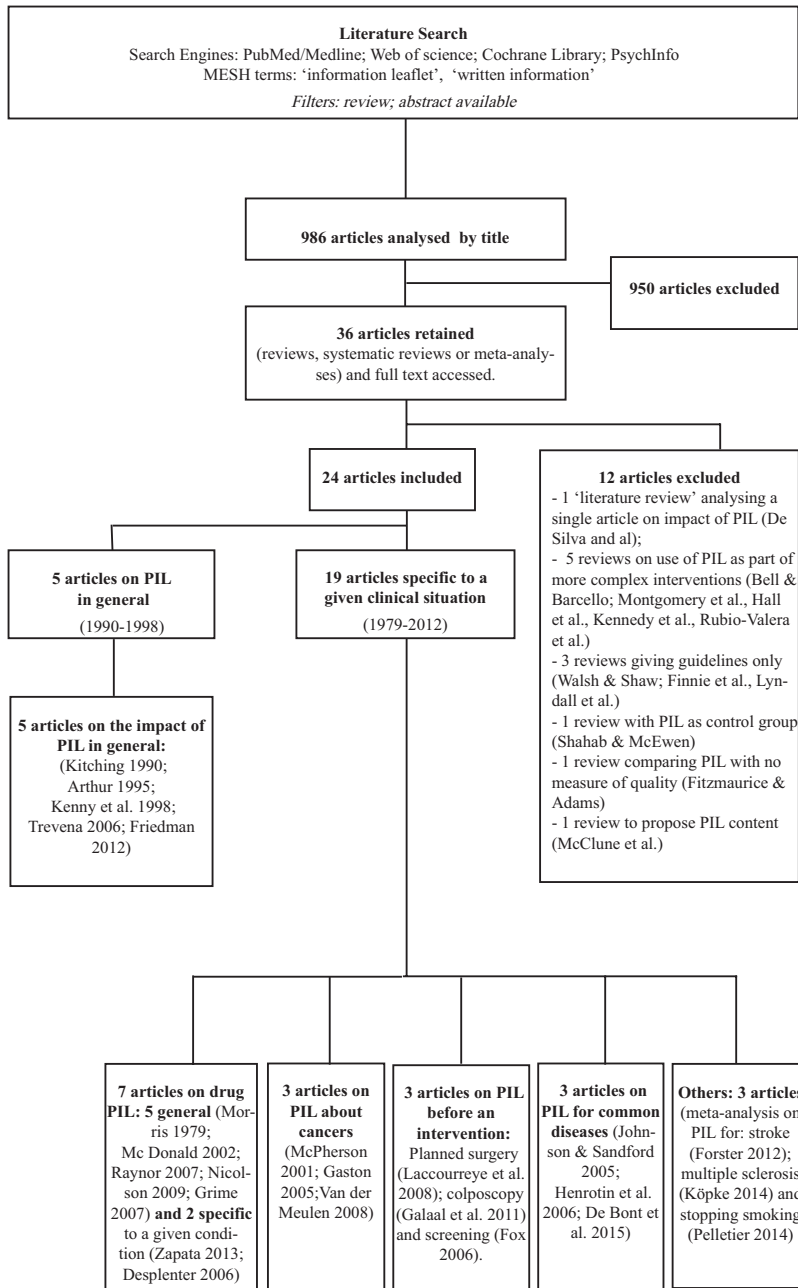 Literature Search
Search Engines: PubMed/Medline; Web of science; Cochrane Library; PsychInfo
MESH terms: ‘information leaflet’, ‘written information’
Filters: review; abstract available
986 articles analysed by title
950 articles excluded
36 articles retained
(reviews, systematic reviews or meta-analy-
ses) and full text accessed.
24 articles included
12 articles excluded
- 1 ‘literature review’ analysing a
single article on impact of PIL (De
Silva and al);
- 5 reviews on use of PIL as part of
more complex interventions (Bell &
Barcello; Montgomery et al., Hall
et al., Kennedy et al., Rubio-Valera
et al.)
- 3 reviews giving guidelines only
(Walsh & Shaw; Finnie et al., Lyn-
dall et al.)
- 1 review with PIL as control group
(Shahab & McEwen)
- 1 review comparing PIL with no
measure of quality (Fitzmaurice &
Adams)
- 1 review to propose PIL content
(McClune et al.)
5 articles on PIL
in general
(1990-1998)
19 articles specific to a
given clinical situation
(1979-2012)
5 articles on the impact of
PIL in general:
(Kitching 1990;
Arthur 1995;
Kenny et al. 1998;
Trevena 2006; Friedman
2012)
7 articles on drug
PIL: 5 general (Mor-
ris 1979;
Mc Donald 2002;
Raynor 2007; Nicol-
son 2009; Grime
2007) and 2 specific
to a given condi-
tion (Zapata 2013;
Desplenter 2006)
3 articles on
PIL about
cancers
(McPherson
2001; Gaston
2005;Van der
Meulen 2008)
3 articles on PIL
before an
intervention:
Planned surgery
(Laccourreye et al.
2008); colposcopy
(Galaal et al. 2011)
and screening (Fox
2006).
3 articles on
PIL for common
diseases (John-
son & Sandford
2005;
Henrotin et al.
2006; De Bont et
al. 2015)
Others: 3 articles
(meta-analysis on
PIL for: stroke
(Forster 2012);
multiple sclerosis
(Köpke 2014) and
stopping smoking
(Pelletier 2014)